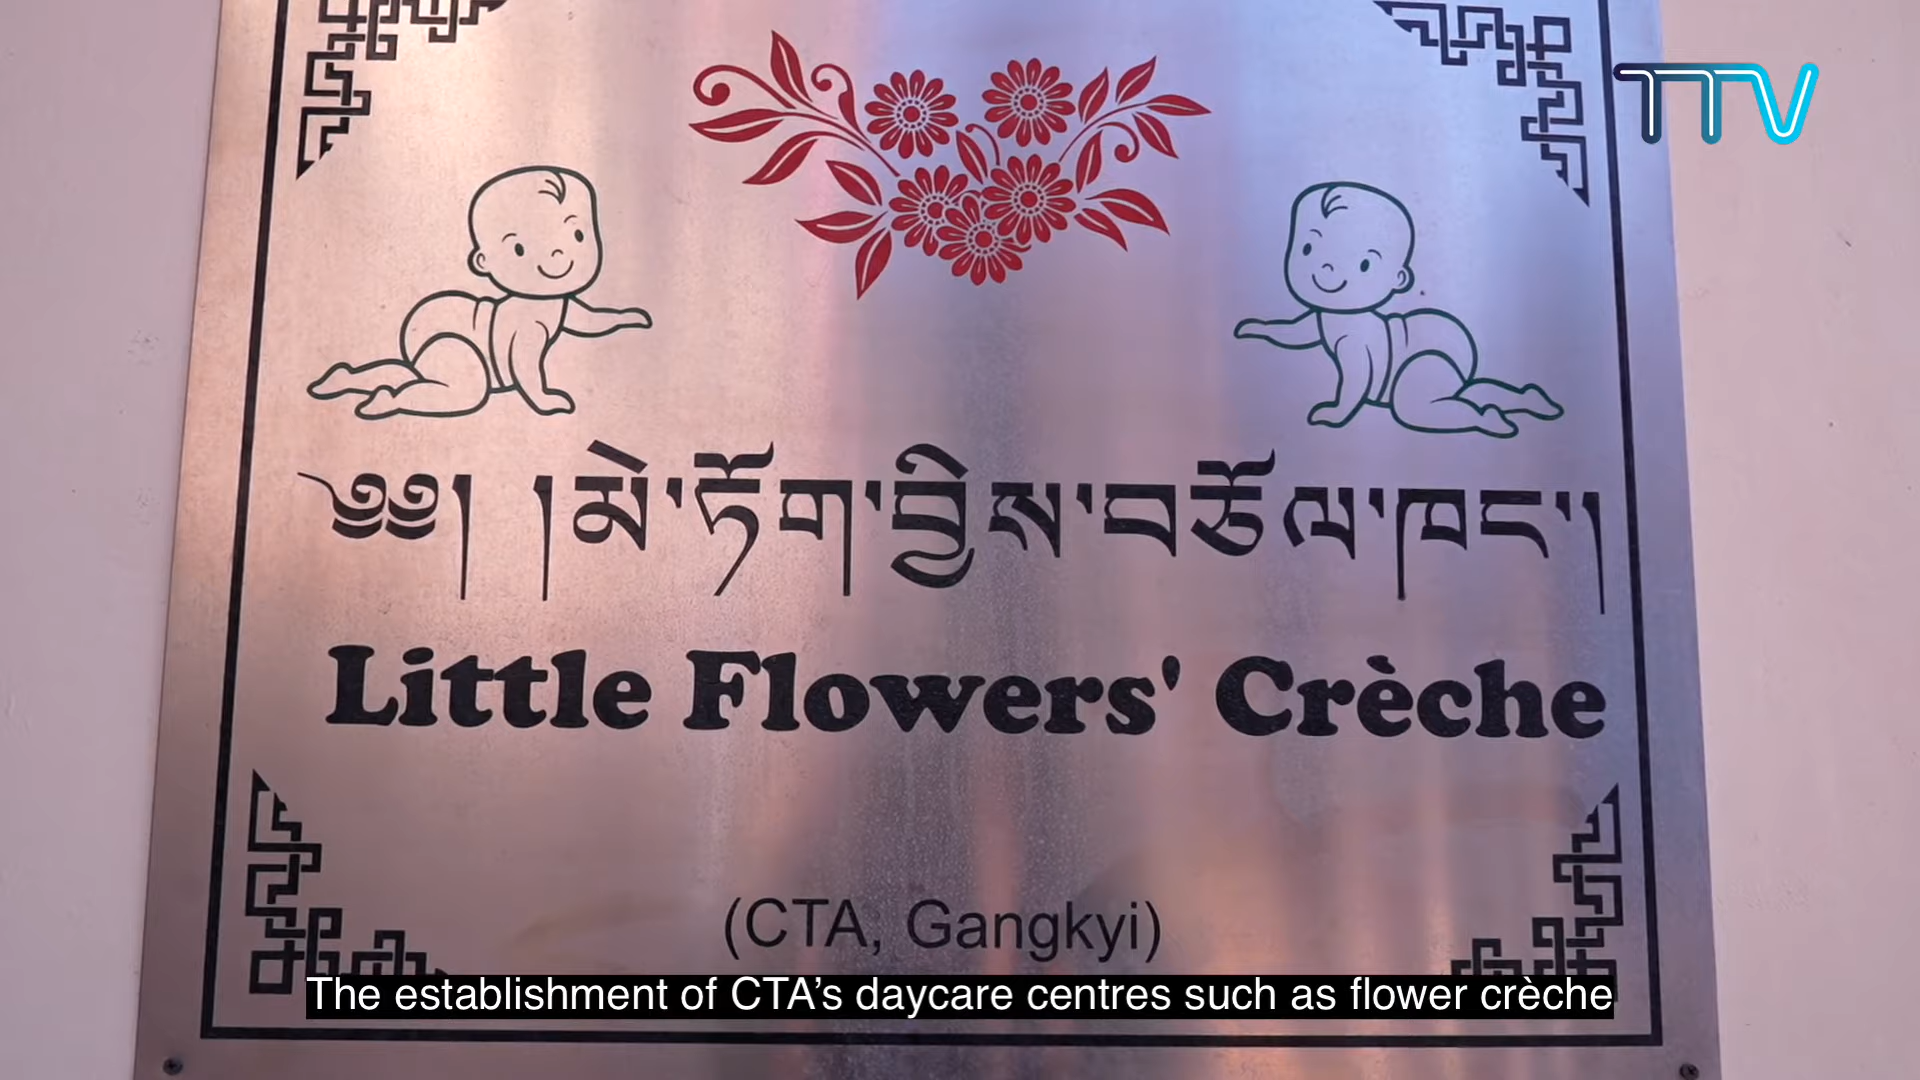 TTV
༄༅། །མེ་ཏོག་བྱིས་བཅོལ་ཁང་།
Little Flowers' Crèche
(CTA, Gangkyi)
The establishment of CTA’s daycare centres such as flower crèche